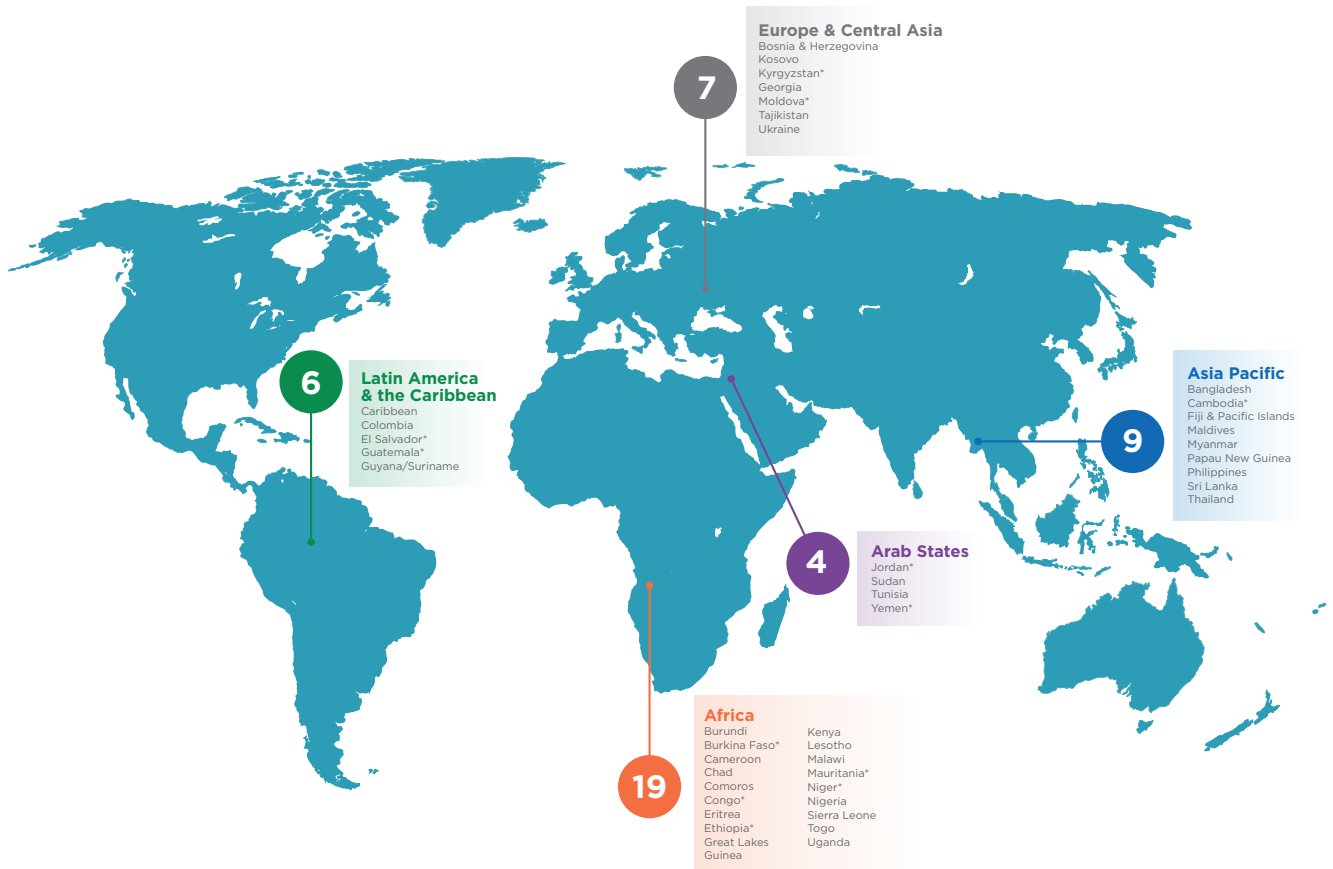 Europe & Central Asia
Bosnia & Herzegovina
Kosovo
Kyrgyzstan*
Georgia
Moldova*
Tajikistan
Ukraine
7
6
Latin America
& the Caribbean
Caribbean
Colombia
El Salvador*
Guatemala*
Guyana/Suriname
Asia Pacific
Bangladesh
Cambodia*
Fiji & Pacific Islands
Maldives
Myanmar
Papau New Guinea
Philippines
Sri Lanka
Thailand
9
4
Arab States
Jordan*
Sudan
Tunisia
Yemen*
19
Africa
Burundi
Burkina Faso*
Cameroon
Chad
Comoros
Congo*
Eritrea
Ethiopia*
Great Lakes
Guinea
Kenya
Lesotho
Malawi
Mauritania*
Niger*
Nigeria
Sierra Leone
Togo
Uganda